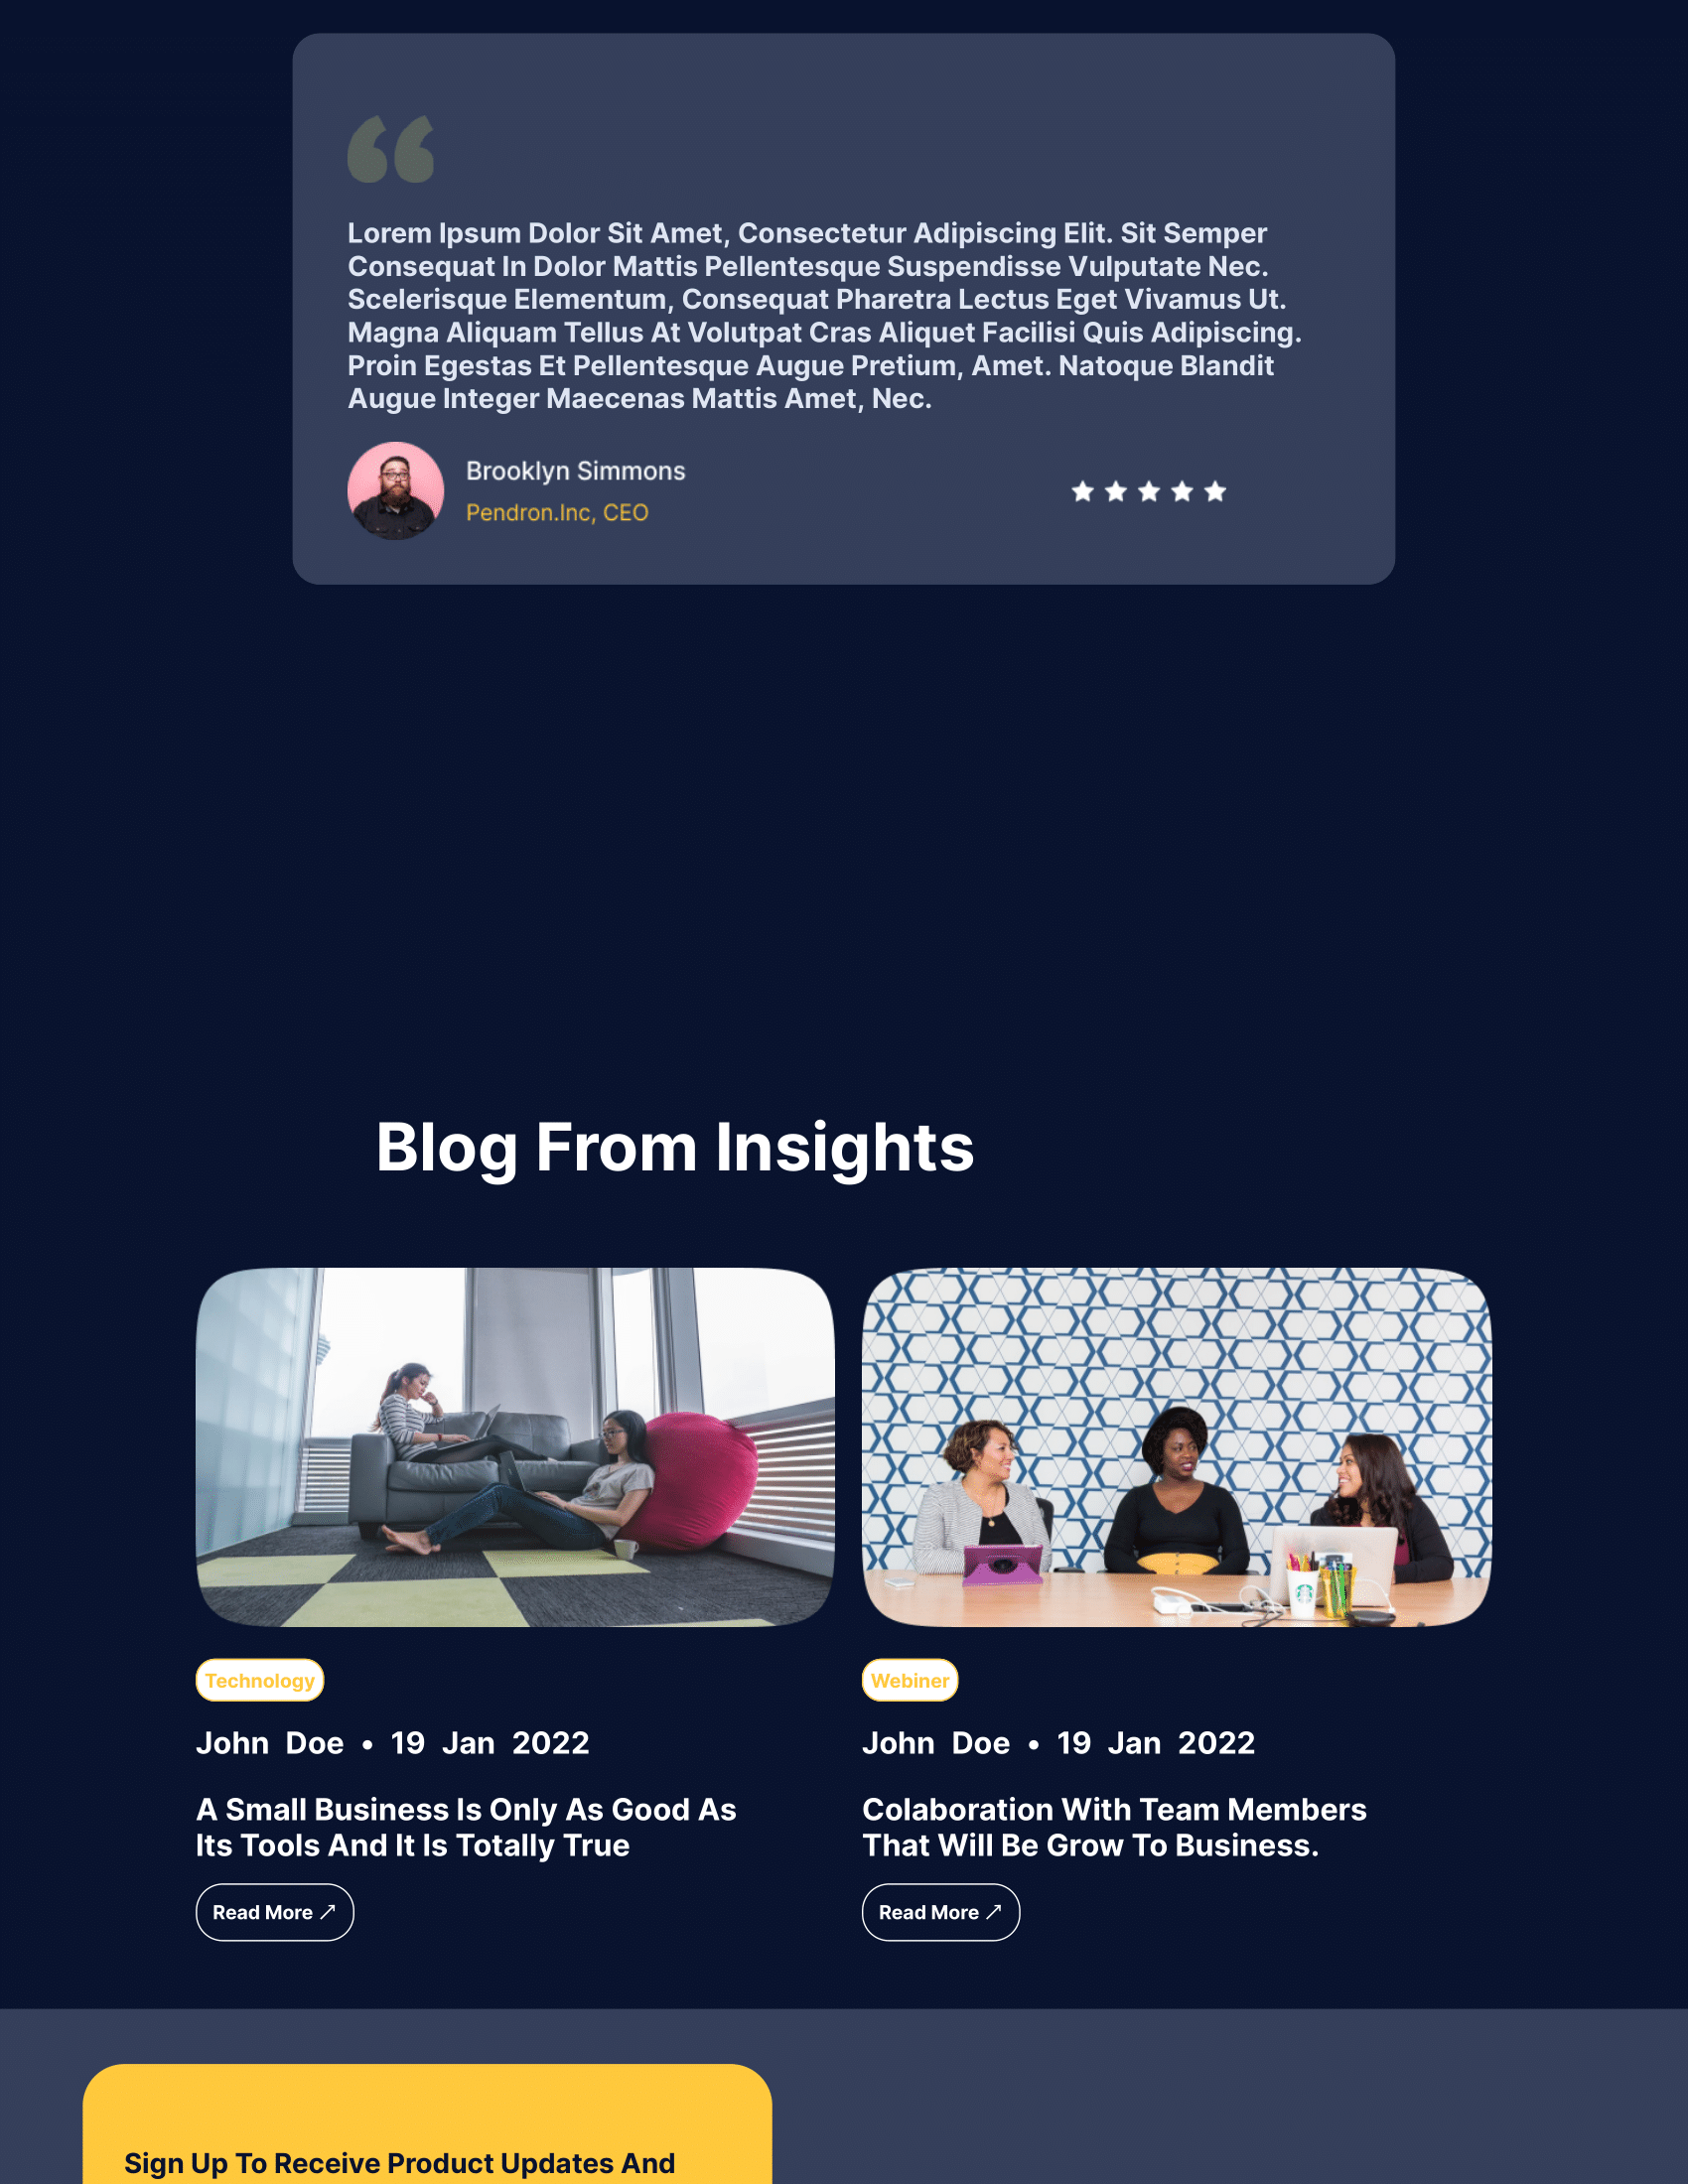 Lorem Ipsum Dolor Sit Amet, Consectetur Adipiscing Elit. Sit Semper
Consequat In Dolor Mattis Pellentesque Suspendisse Vulputate Nec.
Scelerisque Elementum, Consequat Pharetra Lectus Eget Vivamus Ut.
Magna Aliquam Tellus At Volutpat Cras Aliquet Facilisi Quis Adipiscing.
Proin Egestas Et Pellentesque Augue Pretium, Amet. Natoque Blandit
Augue Integer Maecenas Mattis Amet, Nec.
Brooklyn Simmons
Pendron.Inc, CEO
Blog From Insights
Technology
John Doe • 19 Jan 2022
A Small Business Is Only As Good As
Its Tools And It Is Totally True
Read More ↗
Webiner
John Doe • 19 Jan 2022
Colaboration With Team Members
That Will Be Grow To Business.
Read More ↗
Sign Up To Receive Product Updates And